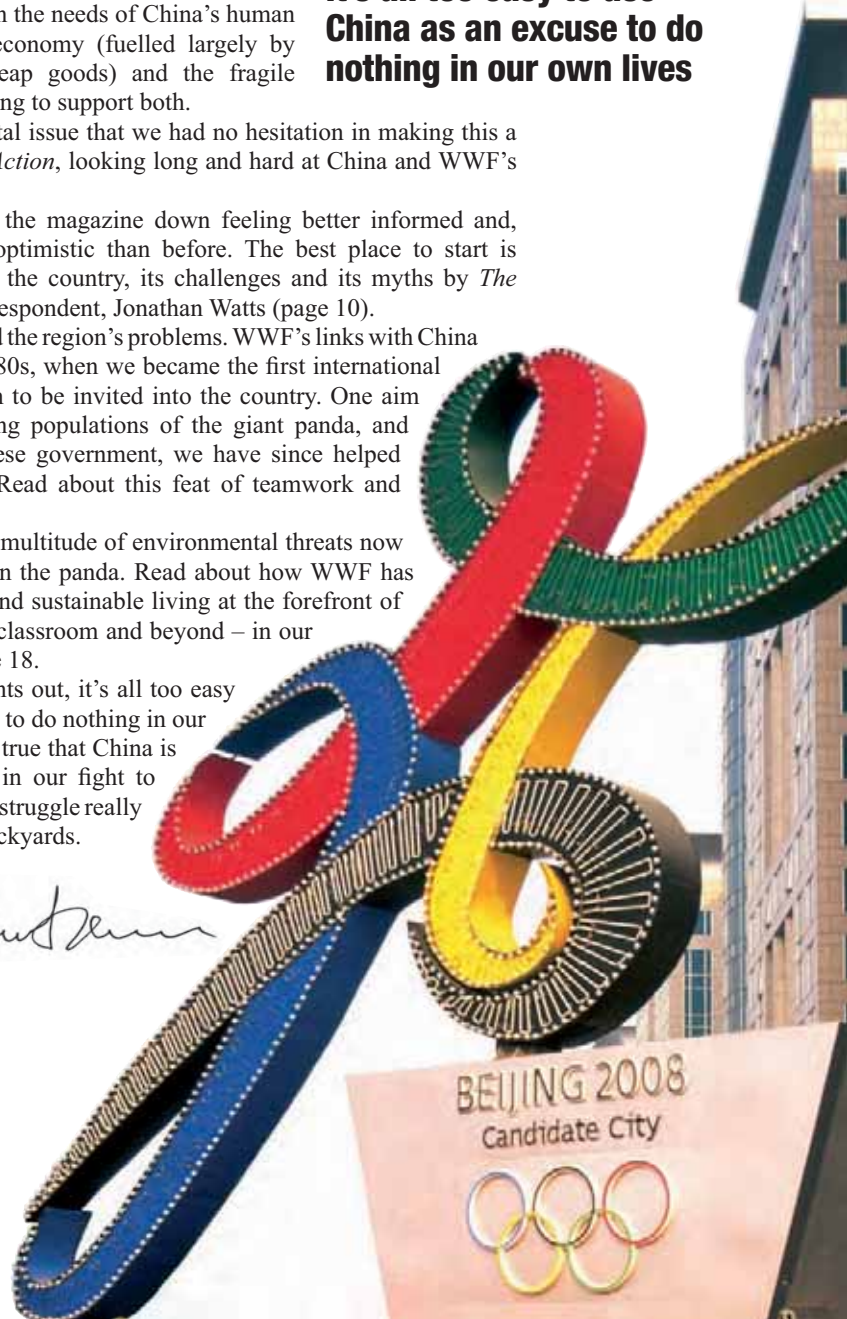 n the needs of China's human
economy (fuelled largely by
eap goods) and the fragile
ng to support both.
tal issue that we had no hesitation in making this a
Action, looking long and hard at China and WWF's
the magazine down feeling better informed and,
optimistic than before. The best place to start is
the country, its challenges and its myths by The
respondent, Jonathan Watts (page 10).
d the region's problems. WWF's links with China
80s, when we became the first international
n to be invited into the country. One aim
ng populations of the giant panda, and
ese government, we have since helped
Read about this feat of teamwork and
multitude of environmental threats now
n the panda. Read about how WWF has
nd sustainable living at the forefront of
classroom and beyond – in our
e 18.
nts out, it's all too easy
to do nothing in our
true that China is
in our fight to
struggle really
ckyards.
It's all too easy to use
China as an excuse to do
nothing in our own lives
BEIJING 2008
Candidate City